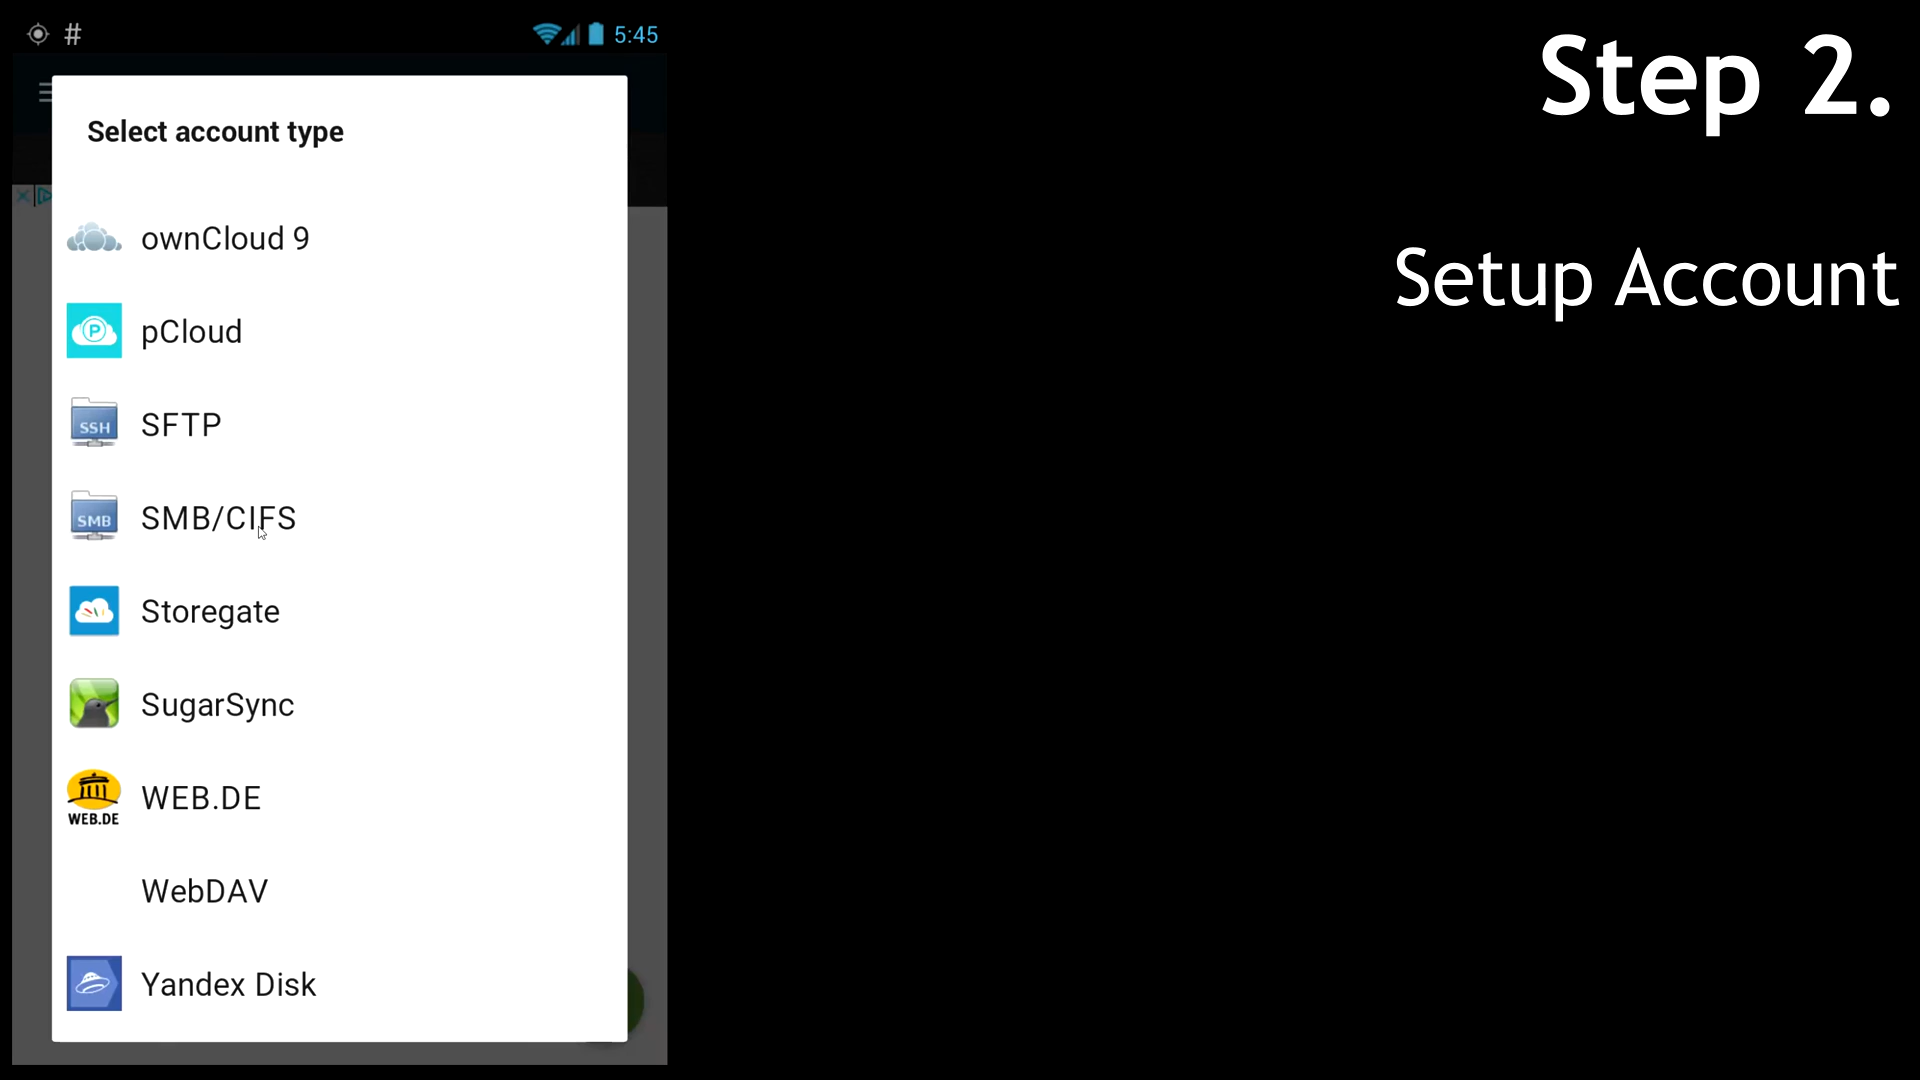 # 5:45
Select account type
ownCloud 9
pCloud
SSH SFTP
SMB SMB/CIFS
Storegate
SugarSync
WEB.DE WEB.DE
WebDAV
Yandex Disk
Step 2.
Setup Account